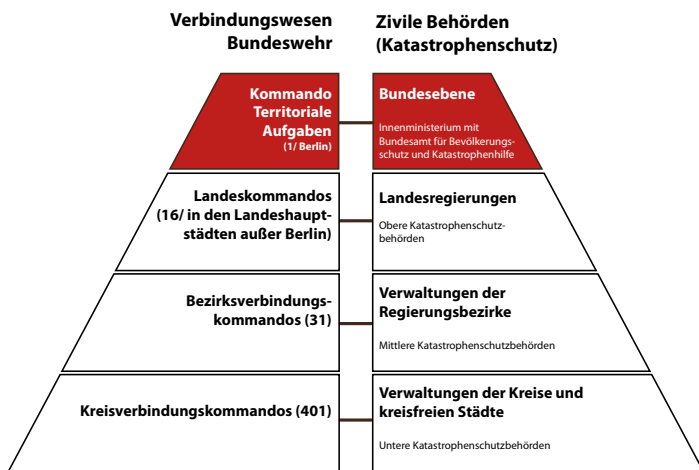 Verbindungswesen
Bundeswehr
Zivile Behörden
(Katastrophenschutz)
Kommando
Territoriale
Aufgaben
(1/ Berlin)
Bundesebene
Innenministerium mit
Bundesamt für Bevölkerungs-
schutz und Katastrophenhilfe
Landeskommandos
(16/ in den Landeshaupt-
städten außer Berlin)
Landesregierungen
Obere Katastrophenschutz-
behörden
Bezirksverbindungs-
kommandos (31)
Verwaltungen der
Regierungsbezirke
Mittlere Katastrophenschutzbehörden
Kreisverbindungskommandos (401)
Verwaltungen der Kreise und
kreisfreien Städte
Untere Katastrophenschutzbehörden